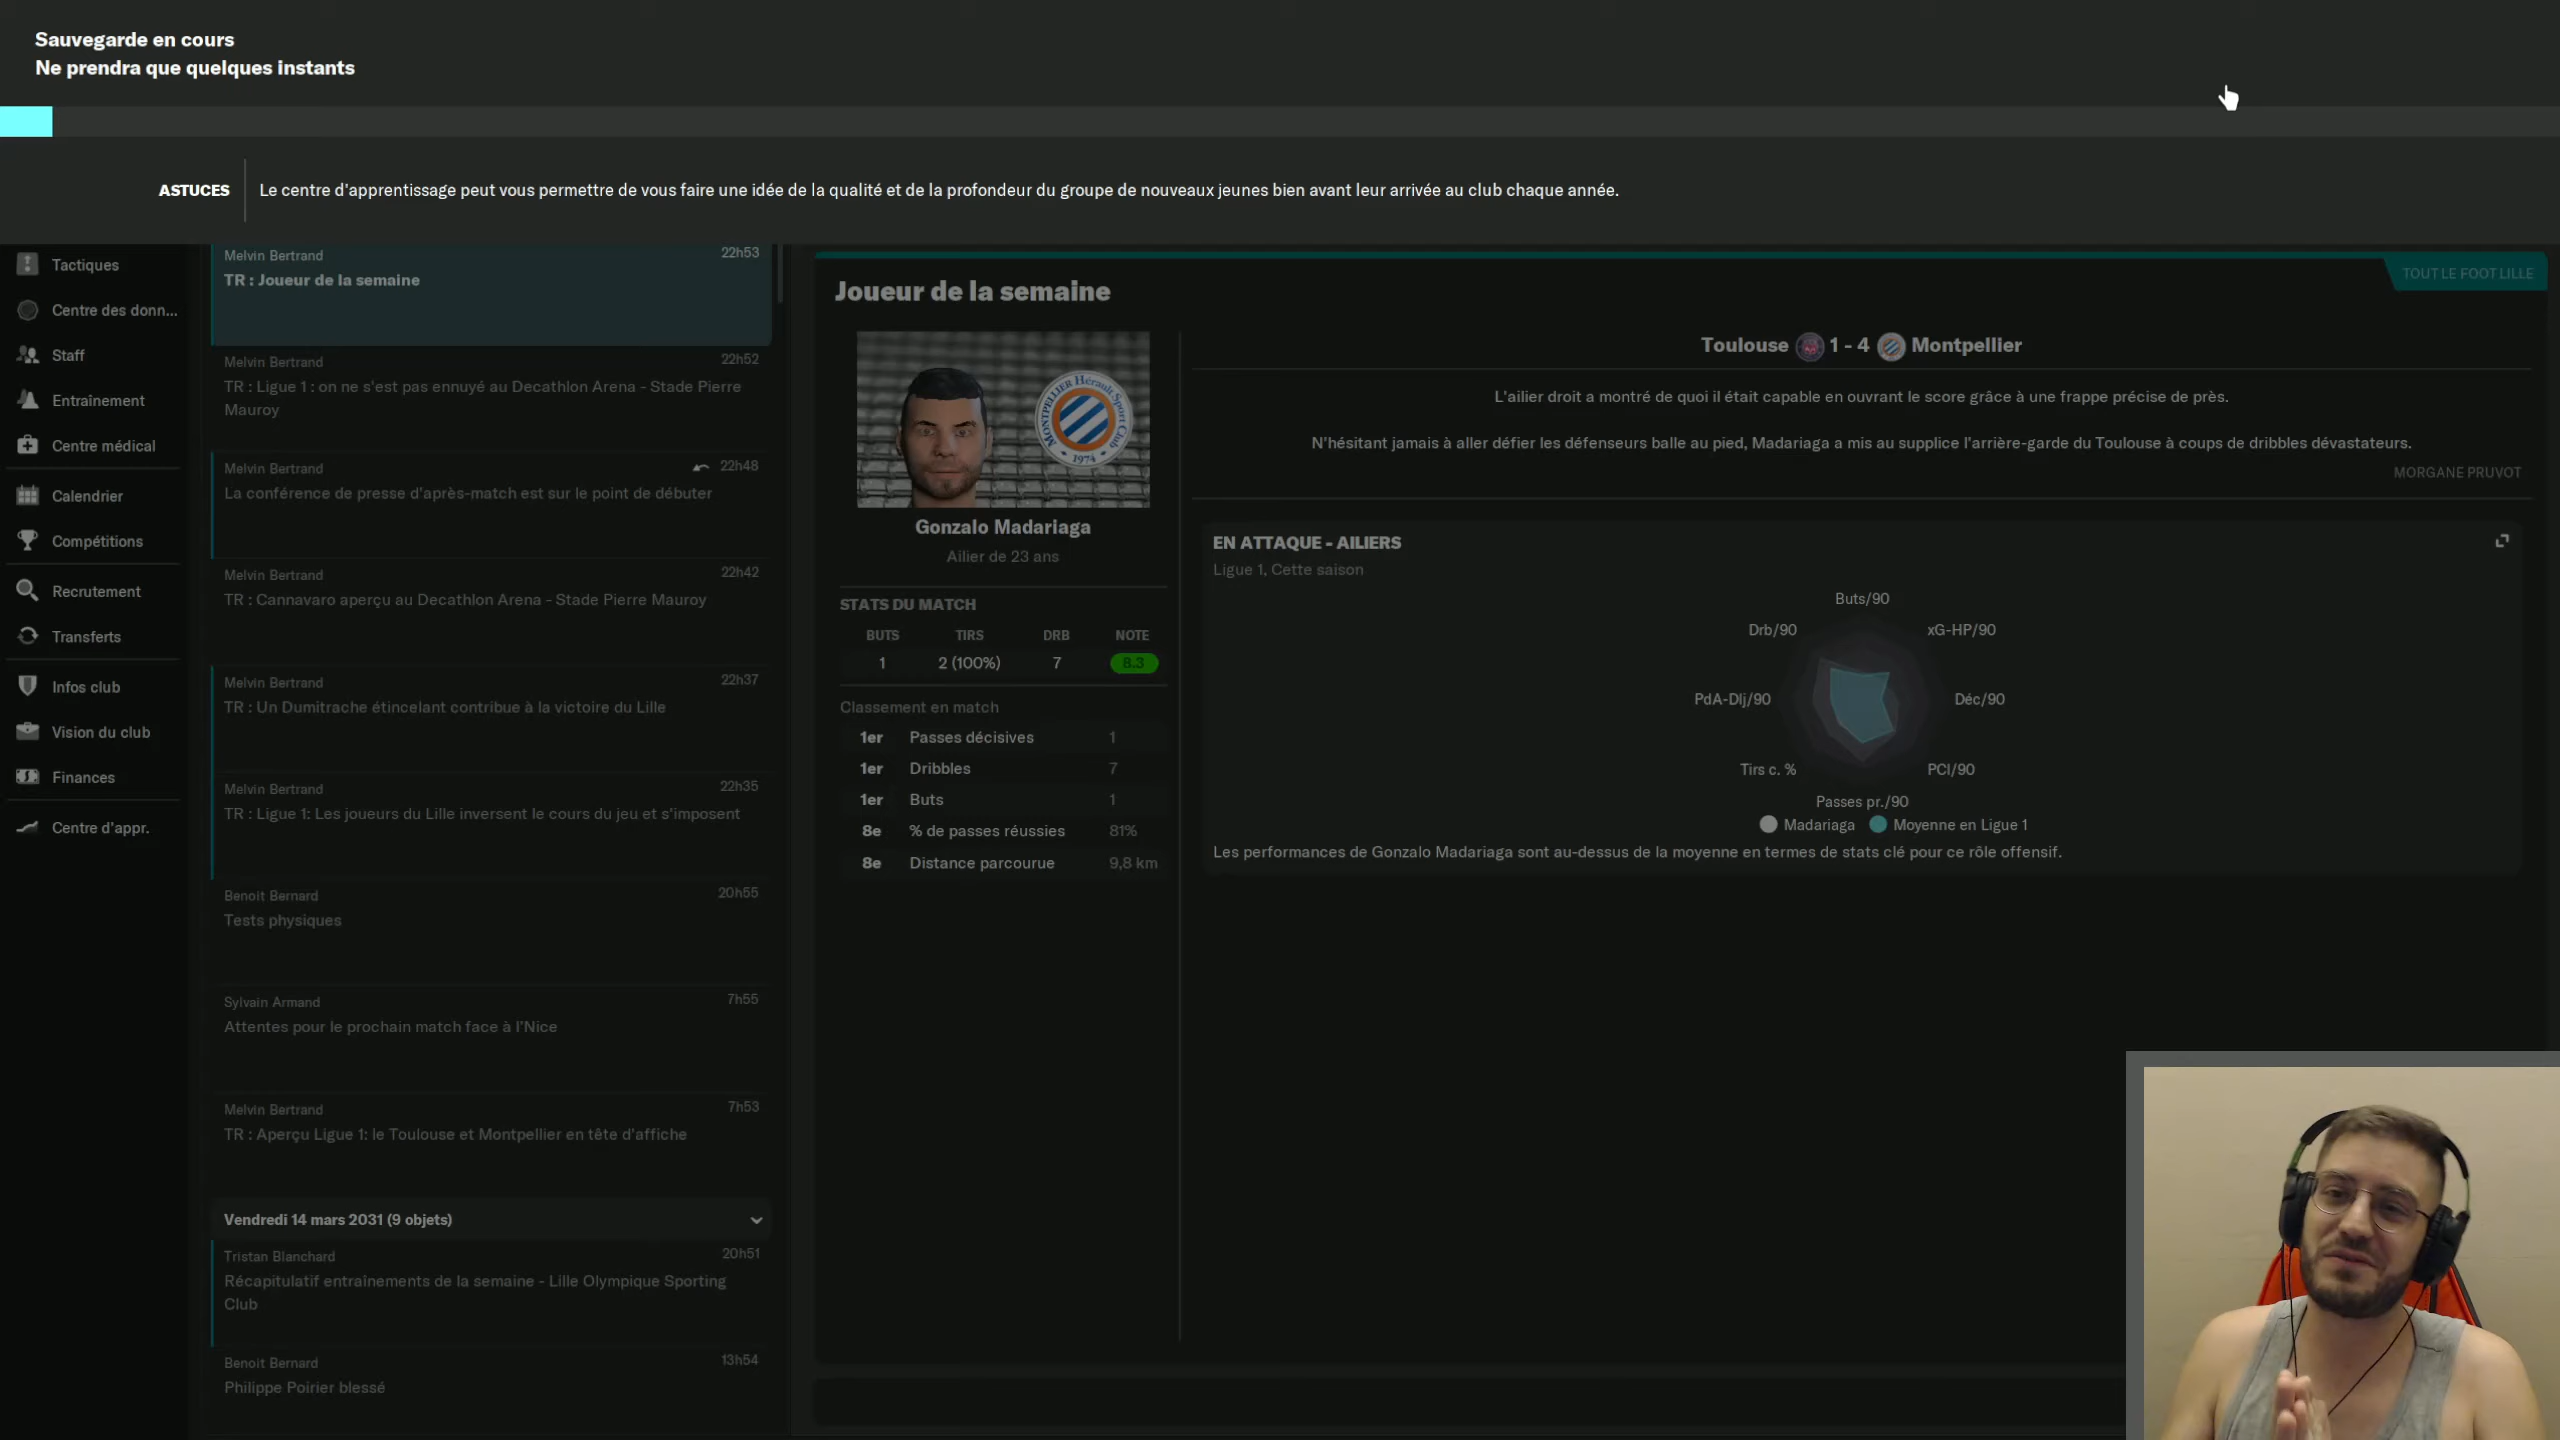 Sauvegarde en cours
Ne prendra que quelques instants
ASTUCES
Le centre d'apprentissage peut vous permettre de vous faire une idée de la qualité et de la profondeur du groupe de nouveaux jeunes bien avant leur arrivée au club chaque année.
Tactiques
Centre des donn...
Staff
Entraînement
Centre médical
Calendrier
Compétitions
Recrutement
Transferts
Infos club
Vision du club
Finances
Centre d'appr.
Melvin Bertrand 22h53
TR : Joueur de la semaine
Melvin Bertrand 22h52
TR : Ligue 1 : on ne s'est pas ennuyé au Decathlon Arena - Stade Pierre
Mauroy
Melvin Bertrand 22h48
La conférence de presse d'après-match est sur le point de débuter
Melvin Bertrand 22h42
TR : Cannavaro aperçu au Decathlon Arena - Stade Pierre Mauroy
Melvin Bertrand 22h37
TR : Un Dumitrache étincelant contribue à la victoire du Lille
Melvin Bertrand 22h35
TR : Ligue 1: Les joueurs du Lille inversent le cours du jeu et s'imposent
Benoit Bernard 20h55
Tests physiques
Sylvain Armand 7h55
Attentes pour le prochain match face à l'Nice
Melvin Bertrand 7h53
TR : Aperçu Ligue 1: le Toulouse et Montpellier en tête d'affiche
Vendredi 14 mars 2031 (9 objets)
Tristan Blanchard 20h51
Récapitulatif entraînements de la semaine - Lille Olympique Sporting
Club
Benoit Bernard 13h54
Philippe Poirier blessé
TOUT LE FOOT LILLE
Joueur de la semaine
MONTPELLIER Hérault Sport Club
1974
Gonzalo Madariaga
Ailier de 23 ans
STATS DU MATCH
BUTS TIRS DRB NOTE
1 2 (100%) 7 8.3
Classement en match
1er Passes décisives 1
1er Dribbles 7
1er Buts 1
8e % de passes réussies 81%
8e Distance parcourue 9,8 km
Toulouse 1 - 4 Montpellier
L'ailier droit a montré de quoi il était capable en ouvrant le score grâce à une frappe précise de près.
N'hésitant jamais à aller défier les défenseurs balle au pied, Madariaga a mis au supplice l'arrière-garde du Toulouse à coups de dribbles dévastateurs.
MORGANE PRUVOT
EN ATTAQUE - AILIERS
Ligue 1, Cette saison
Buts/90
Drb/90 xG-HP/90
PdA-Dlj/90 Déc/90
Tirs c. % PCl/90
Passes pr./90
Madariaga Moyenne en Ligue 1
Les performances de Gonzalo Madariaga sont au-dessus de la moyenne en termes de stats clé pour ce rôle offensif.